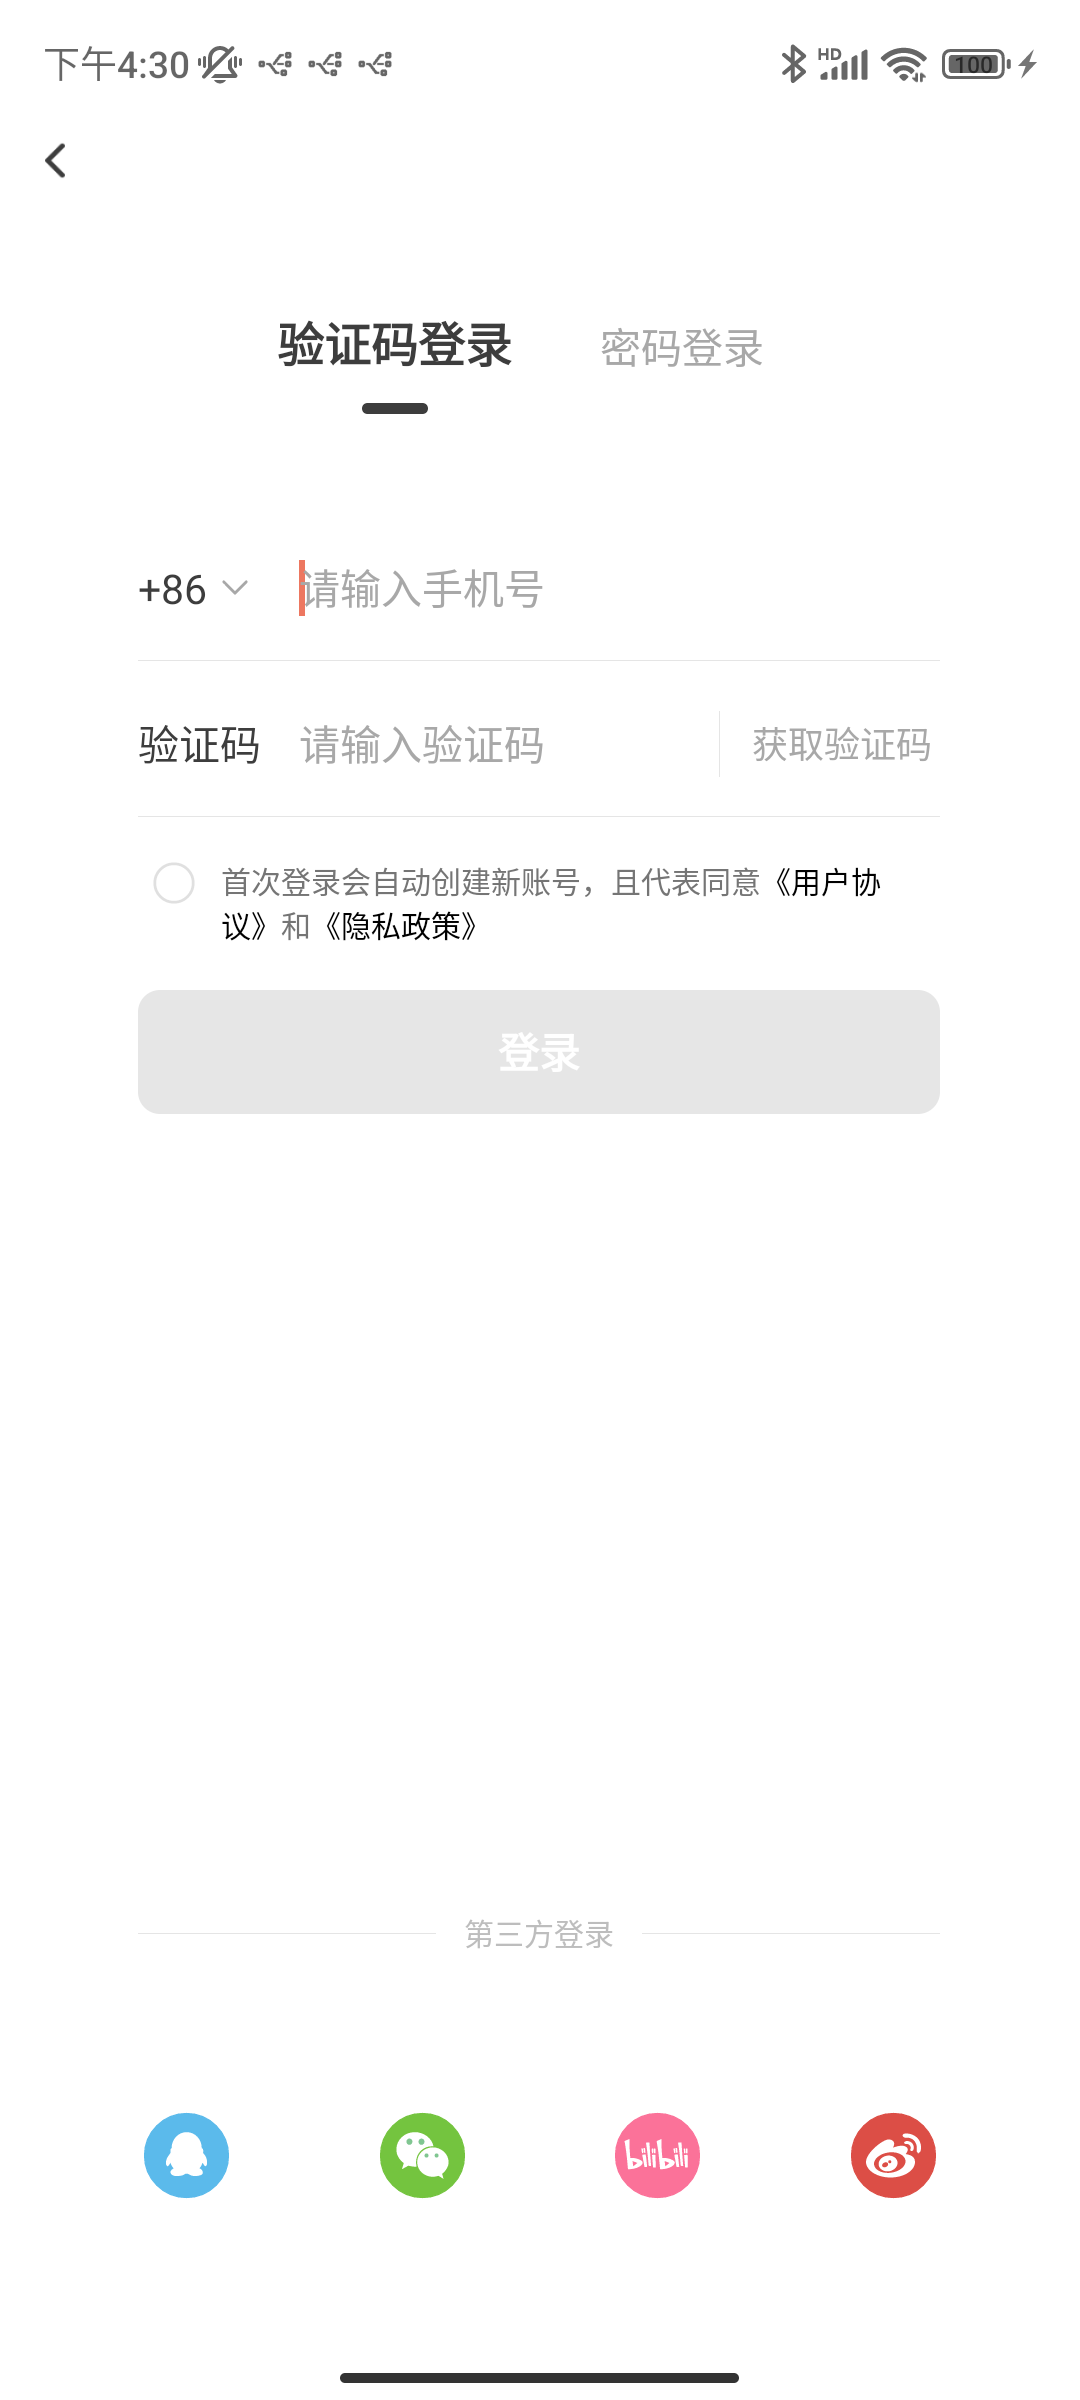 下午4:30 HD 100
验证码登录 密码登录
+86 请输入手机号
验证码 请输入验证码 获取验证码
首次登录会自动创建新账号，且代表同意《用户协
议》和《隐私政策》
登录
第三方登录
bilibili